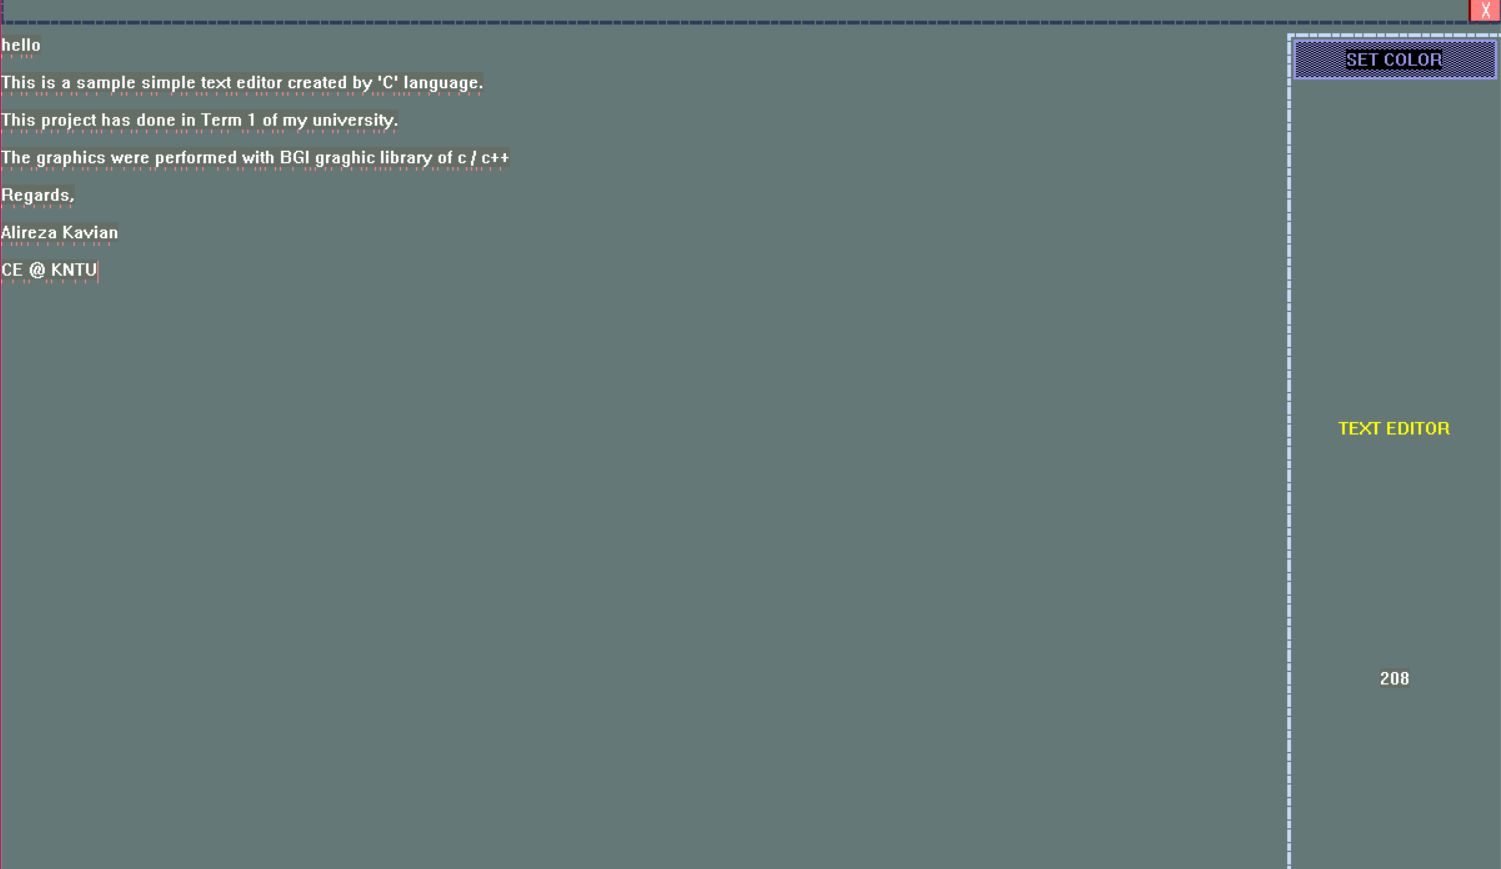 X
hello
SET COLOR
This is a sample simple text editor created by 'C' language.
This project has done in Term 1 of my university.
The graphics were performed with BGI graghic library of c / c++
Regards,
Alireza Kavian
CE @ KNTU
TEXT EDITOR
208